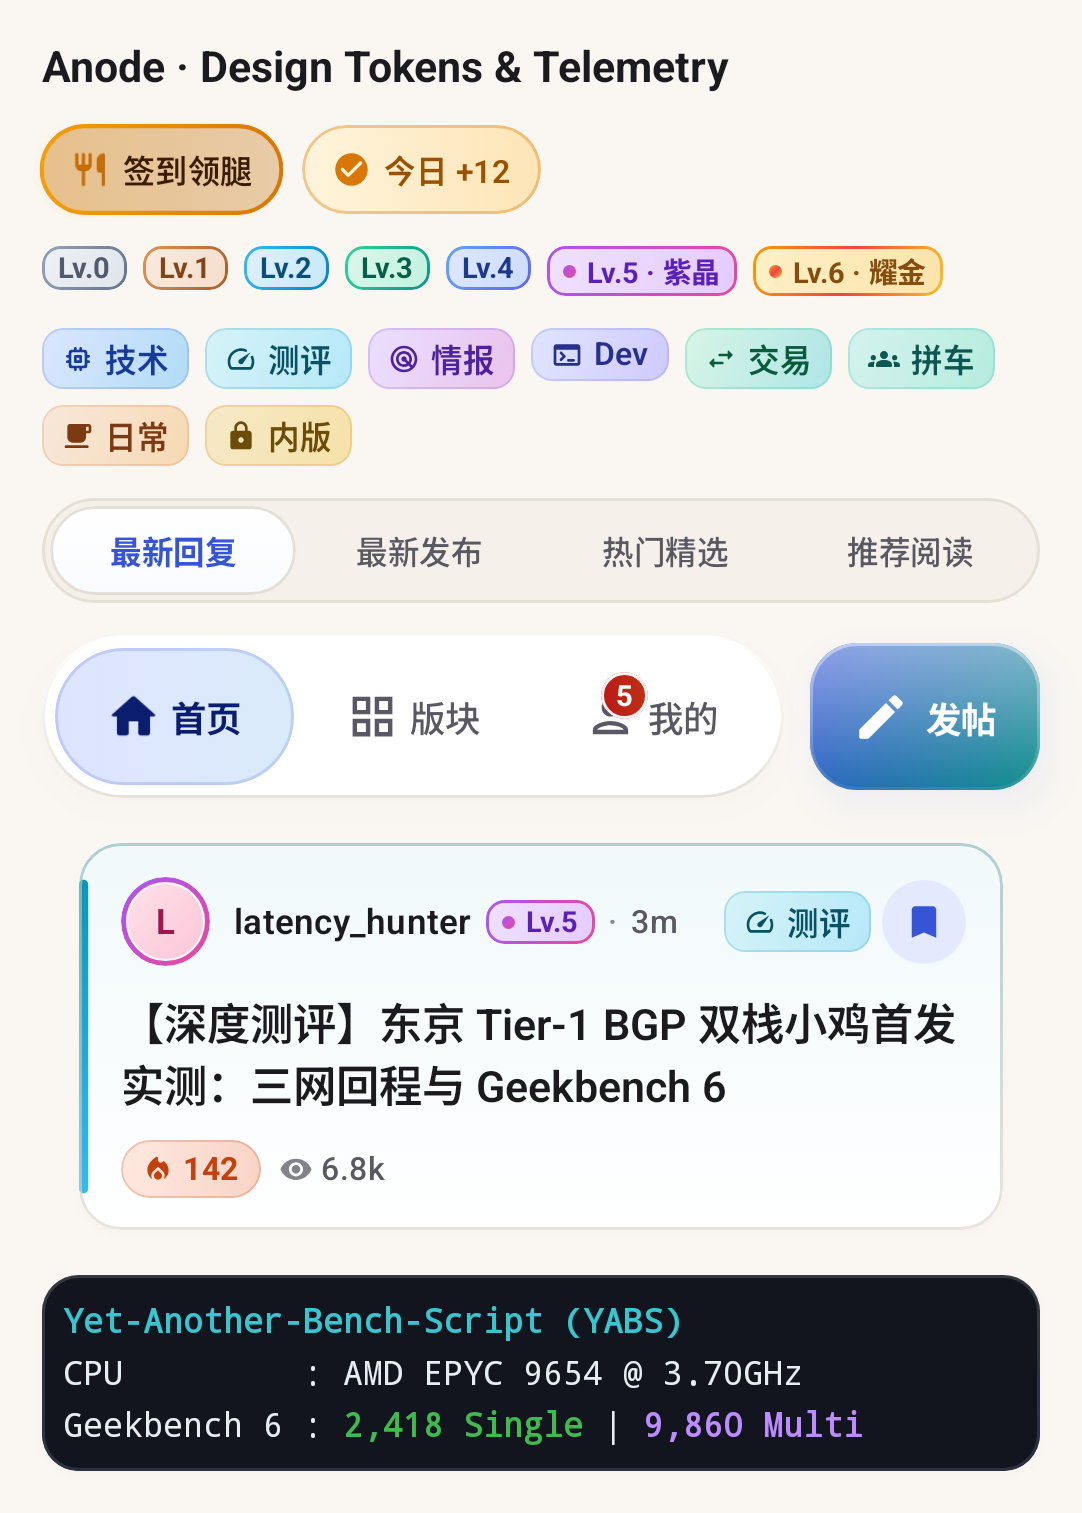 Anode · Design Tokens & Telemetry
签到领腿 今日 +12
Lv.0 Lv.1 Lv.2 Lv.3 Lv.4 Lv.5 · 紫晶 Lv.6 · 耀金
技术 测评 情报 Dev 交易 拼车
日常 内版
最新回复 最新发布 热门精选 推荐阅读
首页 版块 5 我的 发帖
L latency_hunter Lv.5 · 3m 测评
【深度测评】东京 Tier-1 BGP 双栈小鸡首发
实测：三网回程与 Geekbench 6
142 6.8k
Yet-Another-Bench-Script (YABS)
CPU : AMD EPYC 9654 @ 3.70GHz
Geekbench 6 : 2,418 Single | 9,860 Multi